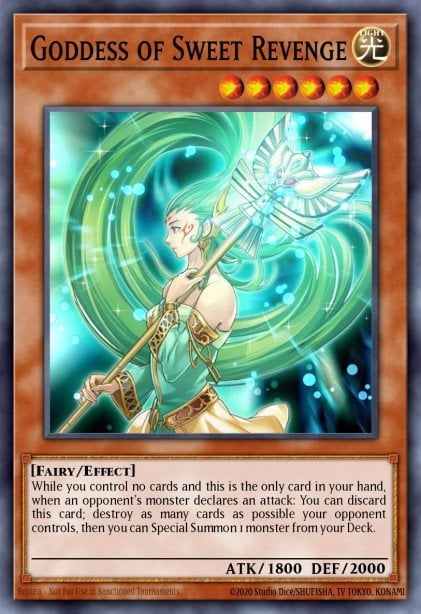 Goddess of Sweet Revenge
LIGHT
光
[Fairy/Effect]
While you control no cards and this is the only card in your hand,
when an opponent's monster declares an attack: You can discard
this card; destroy as many cards as possible your opponent
controls, then you can Special Summon 1 monster from your Deck.
ATK/1800 DEF/2000
Replica - Not For Use in Sanctioned Tournaments
©2020 Studio Dice/SHUEISHA, TV TOKYO, KONAMI